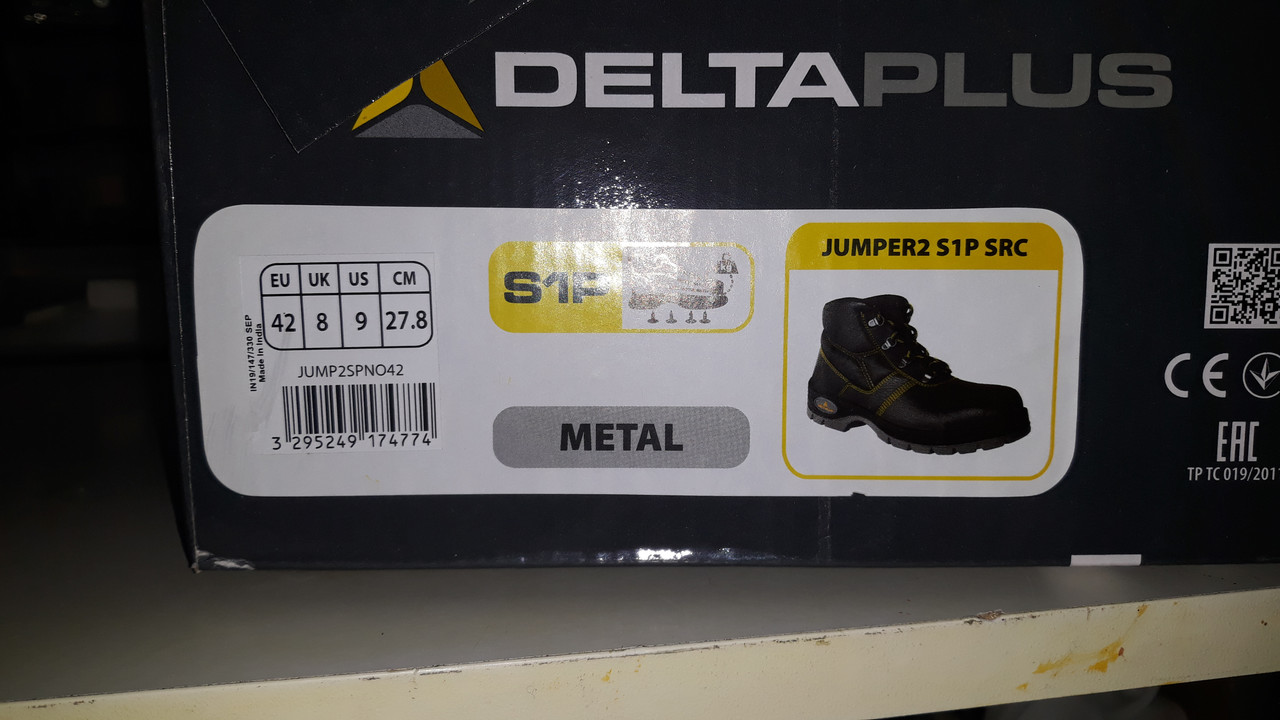 DELTAPLUS
EU UK US CM
42 8 9 27.8
IN19/147/330 SEP
Made In India
JUMP2SPNO42
3 295249 174774
S1P
METAL
JUMPER2 S1P SRC
CE
EAC
TP TC 019/2011